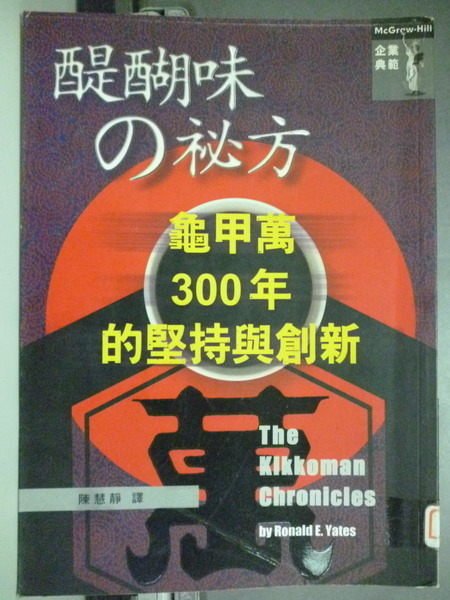 McGraw-Hill
企業
典範
醍醐味
の祕方
龜甲萬
300年
的堅持與創新
萬
The
Kikkoman
Chronicles
by Ronald E. Yates
陳慧靜 譯